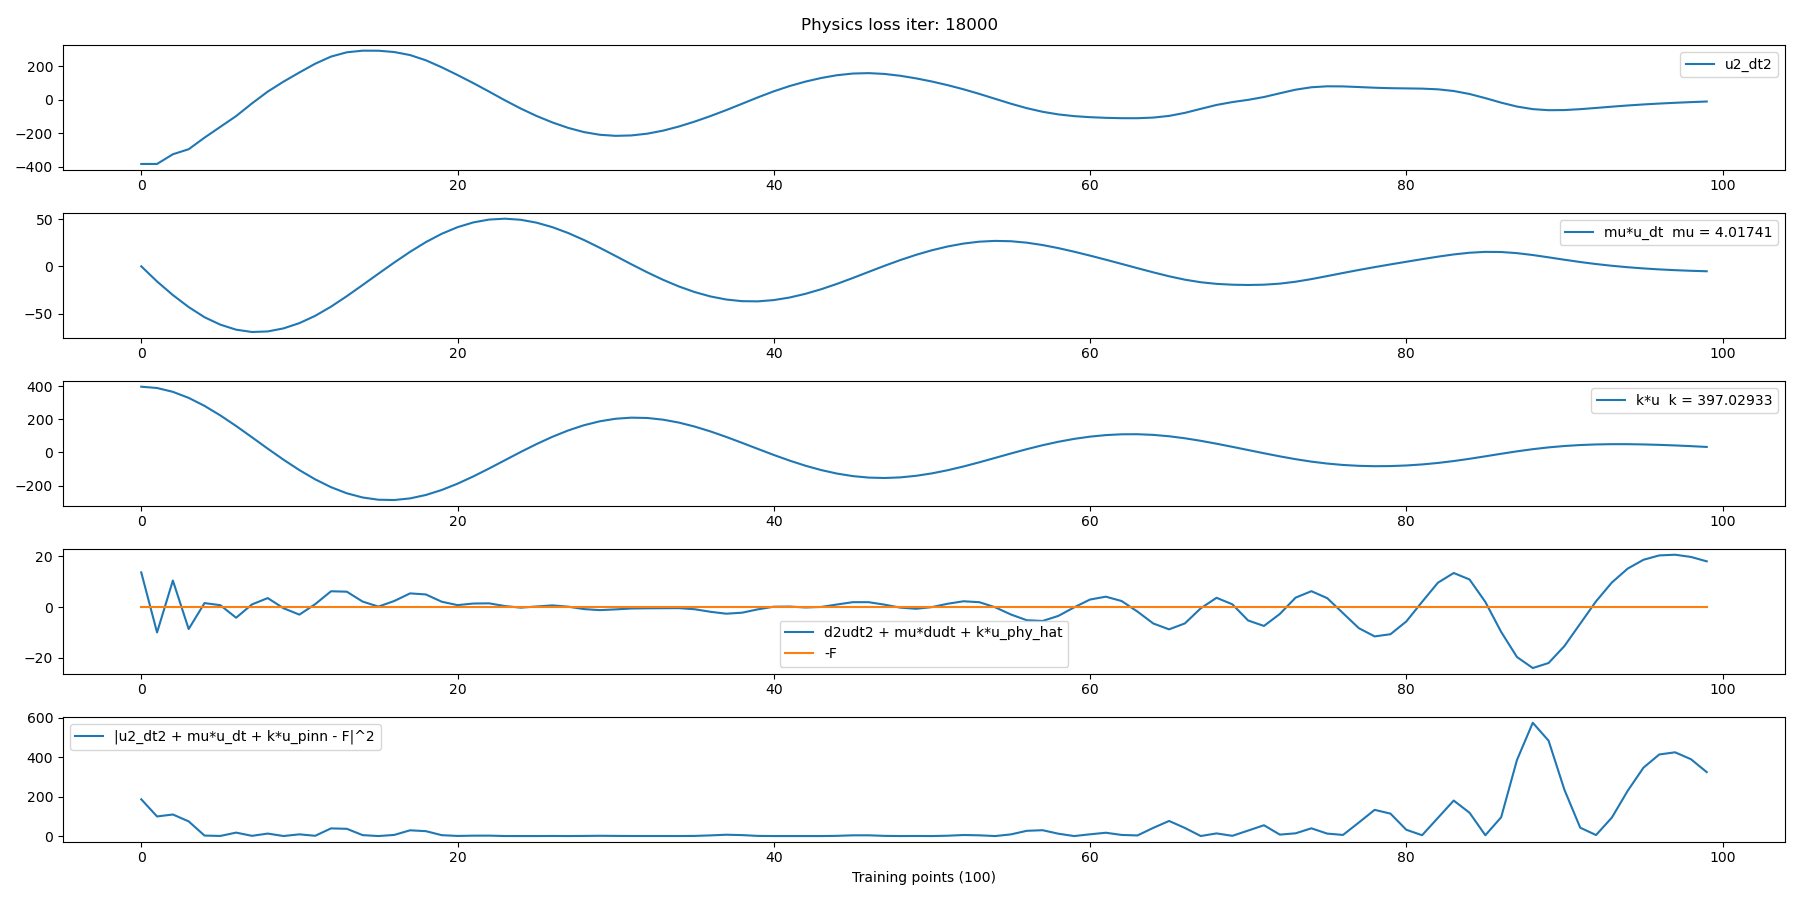 Physics loss iter: 18000
200
0
−200
−400
u2_dt2
0 20 40 60 80 100
50
0
−50
mu*u_dt mu = 4.01741
0 20 40 60 80 100
400
200
0
−200
k*u k = 397.02933
0 20 40 60 80 100
20
0
−20
d2udt2 + mu*dudt + k*u_phy_hat
-F
0 20 40 60 80 100
600
400
200
0
|u2_dt2 + mu*u_dt + k*u_pinn - F|^2
0 20 40 60 80 100
Training points (100)